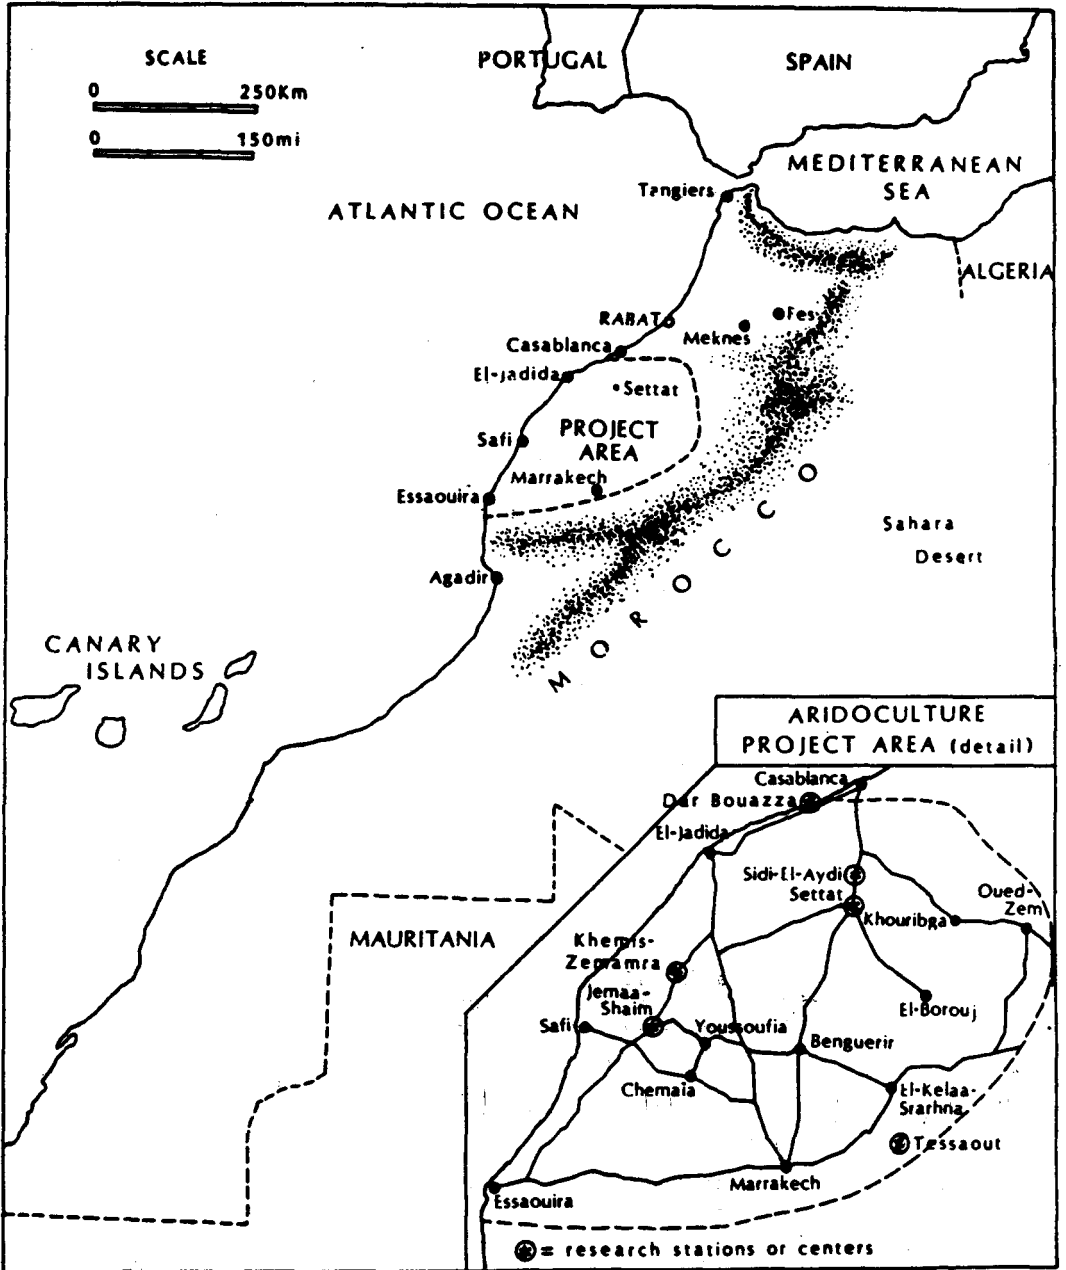 SCALE
0 250Km
0 150mi
PORTUGAL
SPAIN
MEDITERRANEAN
SEA
Tangiers
ATLANTIC OCEAN
ALGERIA
RABAT
Fes
Meknes
Casablanca
El-Jadida
Settat
PROJECT
AREA
Safi
Marrakech
Essaouira
Agadir
MOROCCO
Sahara
Desert
CANARY
ISLANDS
MAURITANIA
ARIDOCULTURE
PROJECT AREA (detail)
Casablanca
Dar Bouazza
El-Jadida
Sidi-El-Aydi
Settat
Oued-
Zem
Khouribga
Khemis-
Zemamra
Jemaa-
Shaim
El-Borouj
Safi
Youssoufia
Benguerir
Chemaia
El-Kelaa-
Srarhna
Tessaout
Marrakech
Essaouira
= research stations or centers